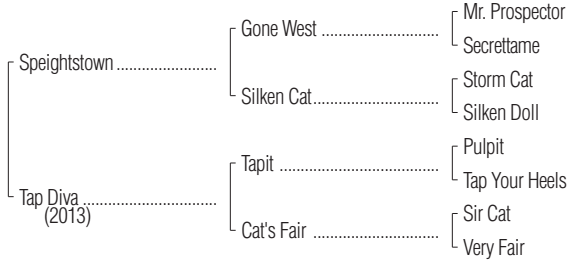 Mr. Prospector
Gone West ..............................
Secrettame
Speightstown .........................
Storm Cat
Silken Cat................................
Silken Doll
Pulpit
Tapit ........................................
Tap Your Heels
Tap Diva .................................
(2013)
Sir Cat
Cat's Fair ................................
Very Fair